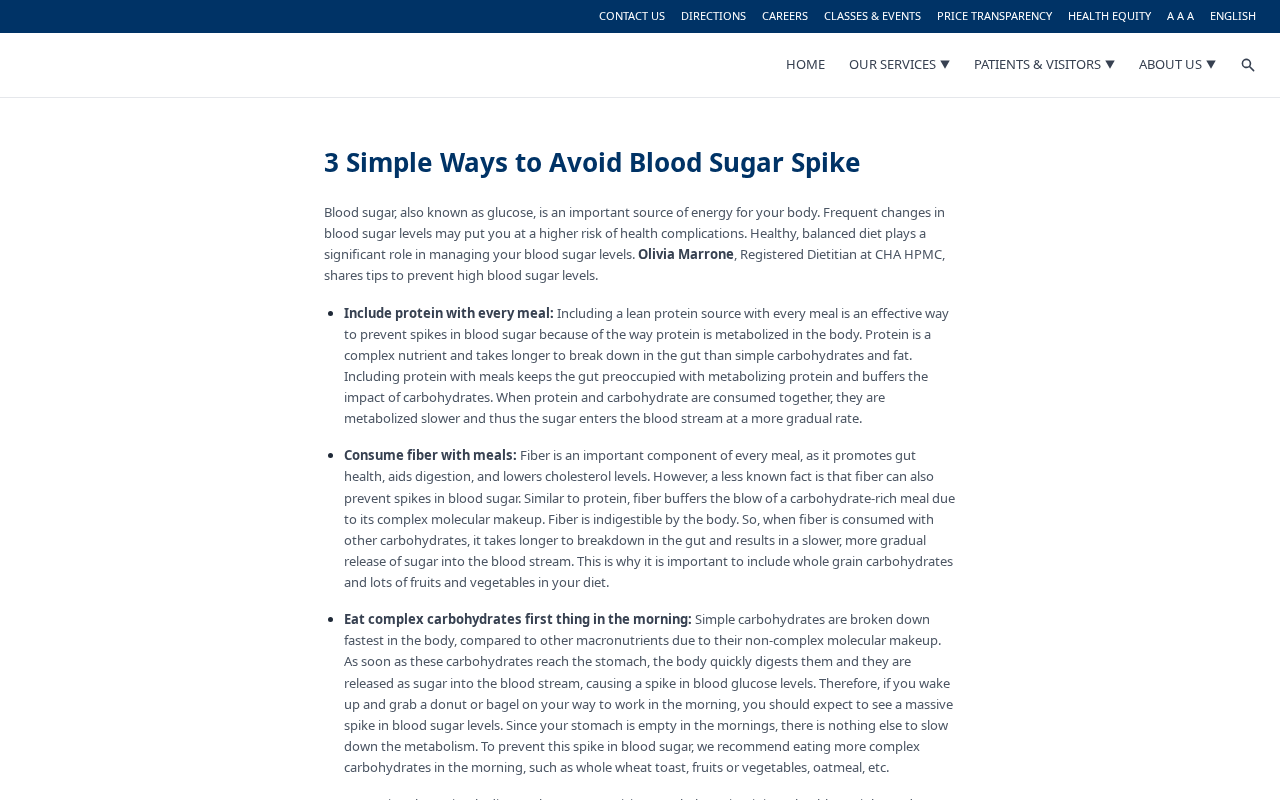 CONTACT US DIRECTIONS CAREERS CLASSES & EVENTS PRICE TRANSPARENCY HEALTH EQUITY A A A ENGLISH
HOME OUR SERVICES ▼ PATIENTS & VISITORS ▼ ABOUT US ▼
3 Simple Ways to Avoid Blood Sugar Spike
Blood sugar, also known as glucose, is an important source of energy for your body. Frequent changes in
blood sugar levels may put you at a higher risk of health complications. Healthy, balanced diet plays a
significant role in managing your blood sugar levels. Olivia Marrone, Registered Dietitian at CHA HPMC,
shares tips to prevent high blood sugar levels.
• Include protein with every meal: Including a lean protein source with every meal is an effective way
to prevent spikes in blood sugar because of the way protein is metabolized in the body. Protein is a
complex nutrient and takes longer to break down in the gut than simple carbohydrates and fat.
Including protein with meals keeps the gut preoccupied with metabolizing protein and buffers the
impact of carbohydrates. When protein and carbohydrate are consumed together, they are
metabolized slower and thus the sugar enters the blood stream at a more gradual rate.
• Consume fiber with meals: Fiber is an important component of every meal, as it promotes gut
health, aids digestion, and lowers cholesterol levels. However, a less known fact is that fiber can also
prevent spikes in blood sugar. Similar to protein, fiber buffers the blow of a carbohydrate-rich meal due
to its complex molecular makeup. Fiber is indigestible by the body. So, when fiber is consumed with
other carbohydrates, it takes longer to breakdown in the gut and results in a slower, more gradual
release of sugar into the blood stream. This is why it is important to include whole grain carbohydrates
and lots of fruits and vegetables in your diet.
• Eat complex carbohydrates first thing in the morning: Simple carbohydrates are broken down
fastest in the body, compared to other macronutrients due to their non-complex molecular makeup.
As soon as these carbohydrates reach the stomach, the body quickly digests them and they are
released as sugar into the blood stream, causing a spike in blood glucose levels. Therefore, if you wake
up and grab a donut or bagel on your way to work in the morning, you should expect to see a massive
spike in blood sugar levels. Since your stomach is empty in the mornings, there is nothing else to slow
down the metabolism. To prevent this spike in blood sugar, we recommend eating more complex
carbohydrates in the morning, such as whole wheat toast, fruits or vegetables, oatmeal, etc.